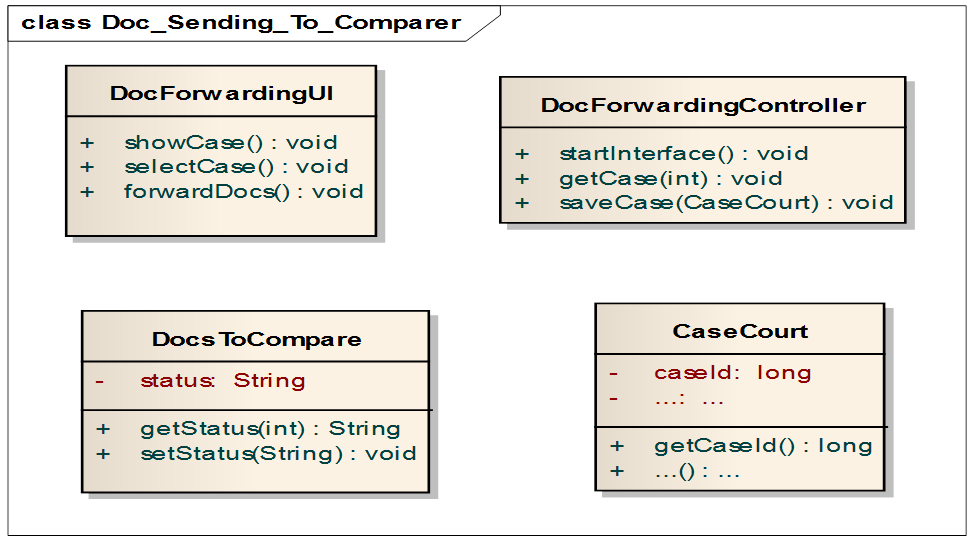 class Doc_Sending_To_Comparer
DocForwardingUI
+ showCase() : void
+ selectCase() : void
+ forwardDocs() : void
DocForwardingController
+ startInterface() : void
+ getCase(int) : void
+ saveCase(CaseCourt) : void
DocsToCompare
- status: String
+ getStatus(int) : String
+ setStatus(String) : void
CaseCourt
- caseId: long
- ...: ...
+ getCaseId() : long
+ ...() : ...